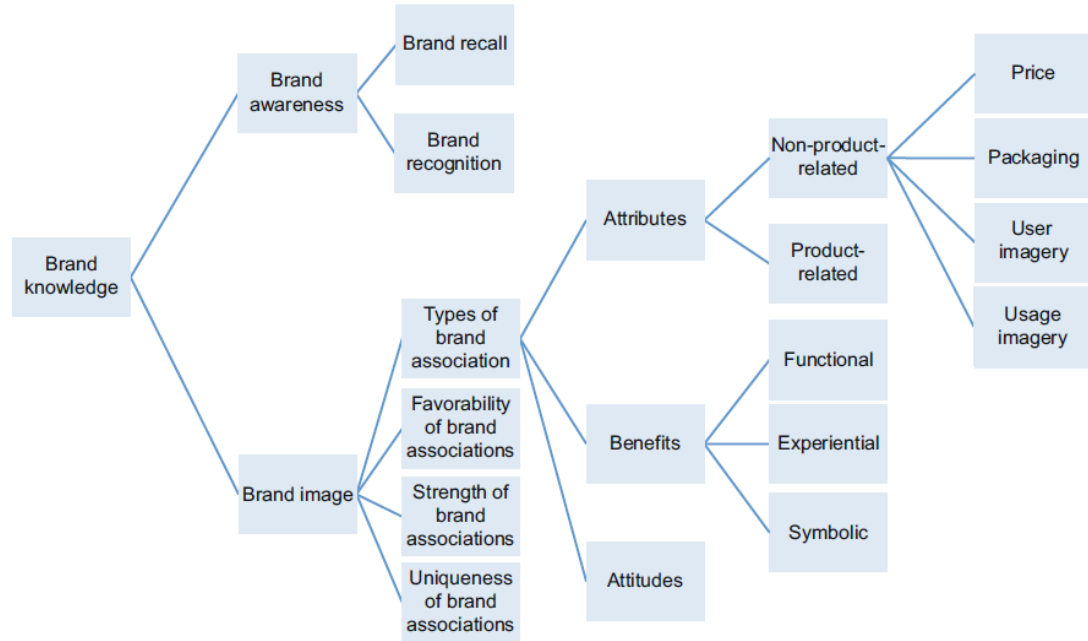 Brand
knowledge
Brand
awareness
Brand image
Brand recall
Brand
recognition
Types of
brand
association
Favorability
of brand
associations
Strength of
brand
associations
Uniqueness
of brand
associations
Attributes
Benefits
Attitudes
Non-product-
related
Product-
related
Functional
Experiential
Symbolic
Price
Packaging
User
imagery
Usage
imagery